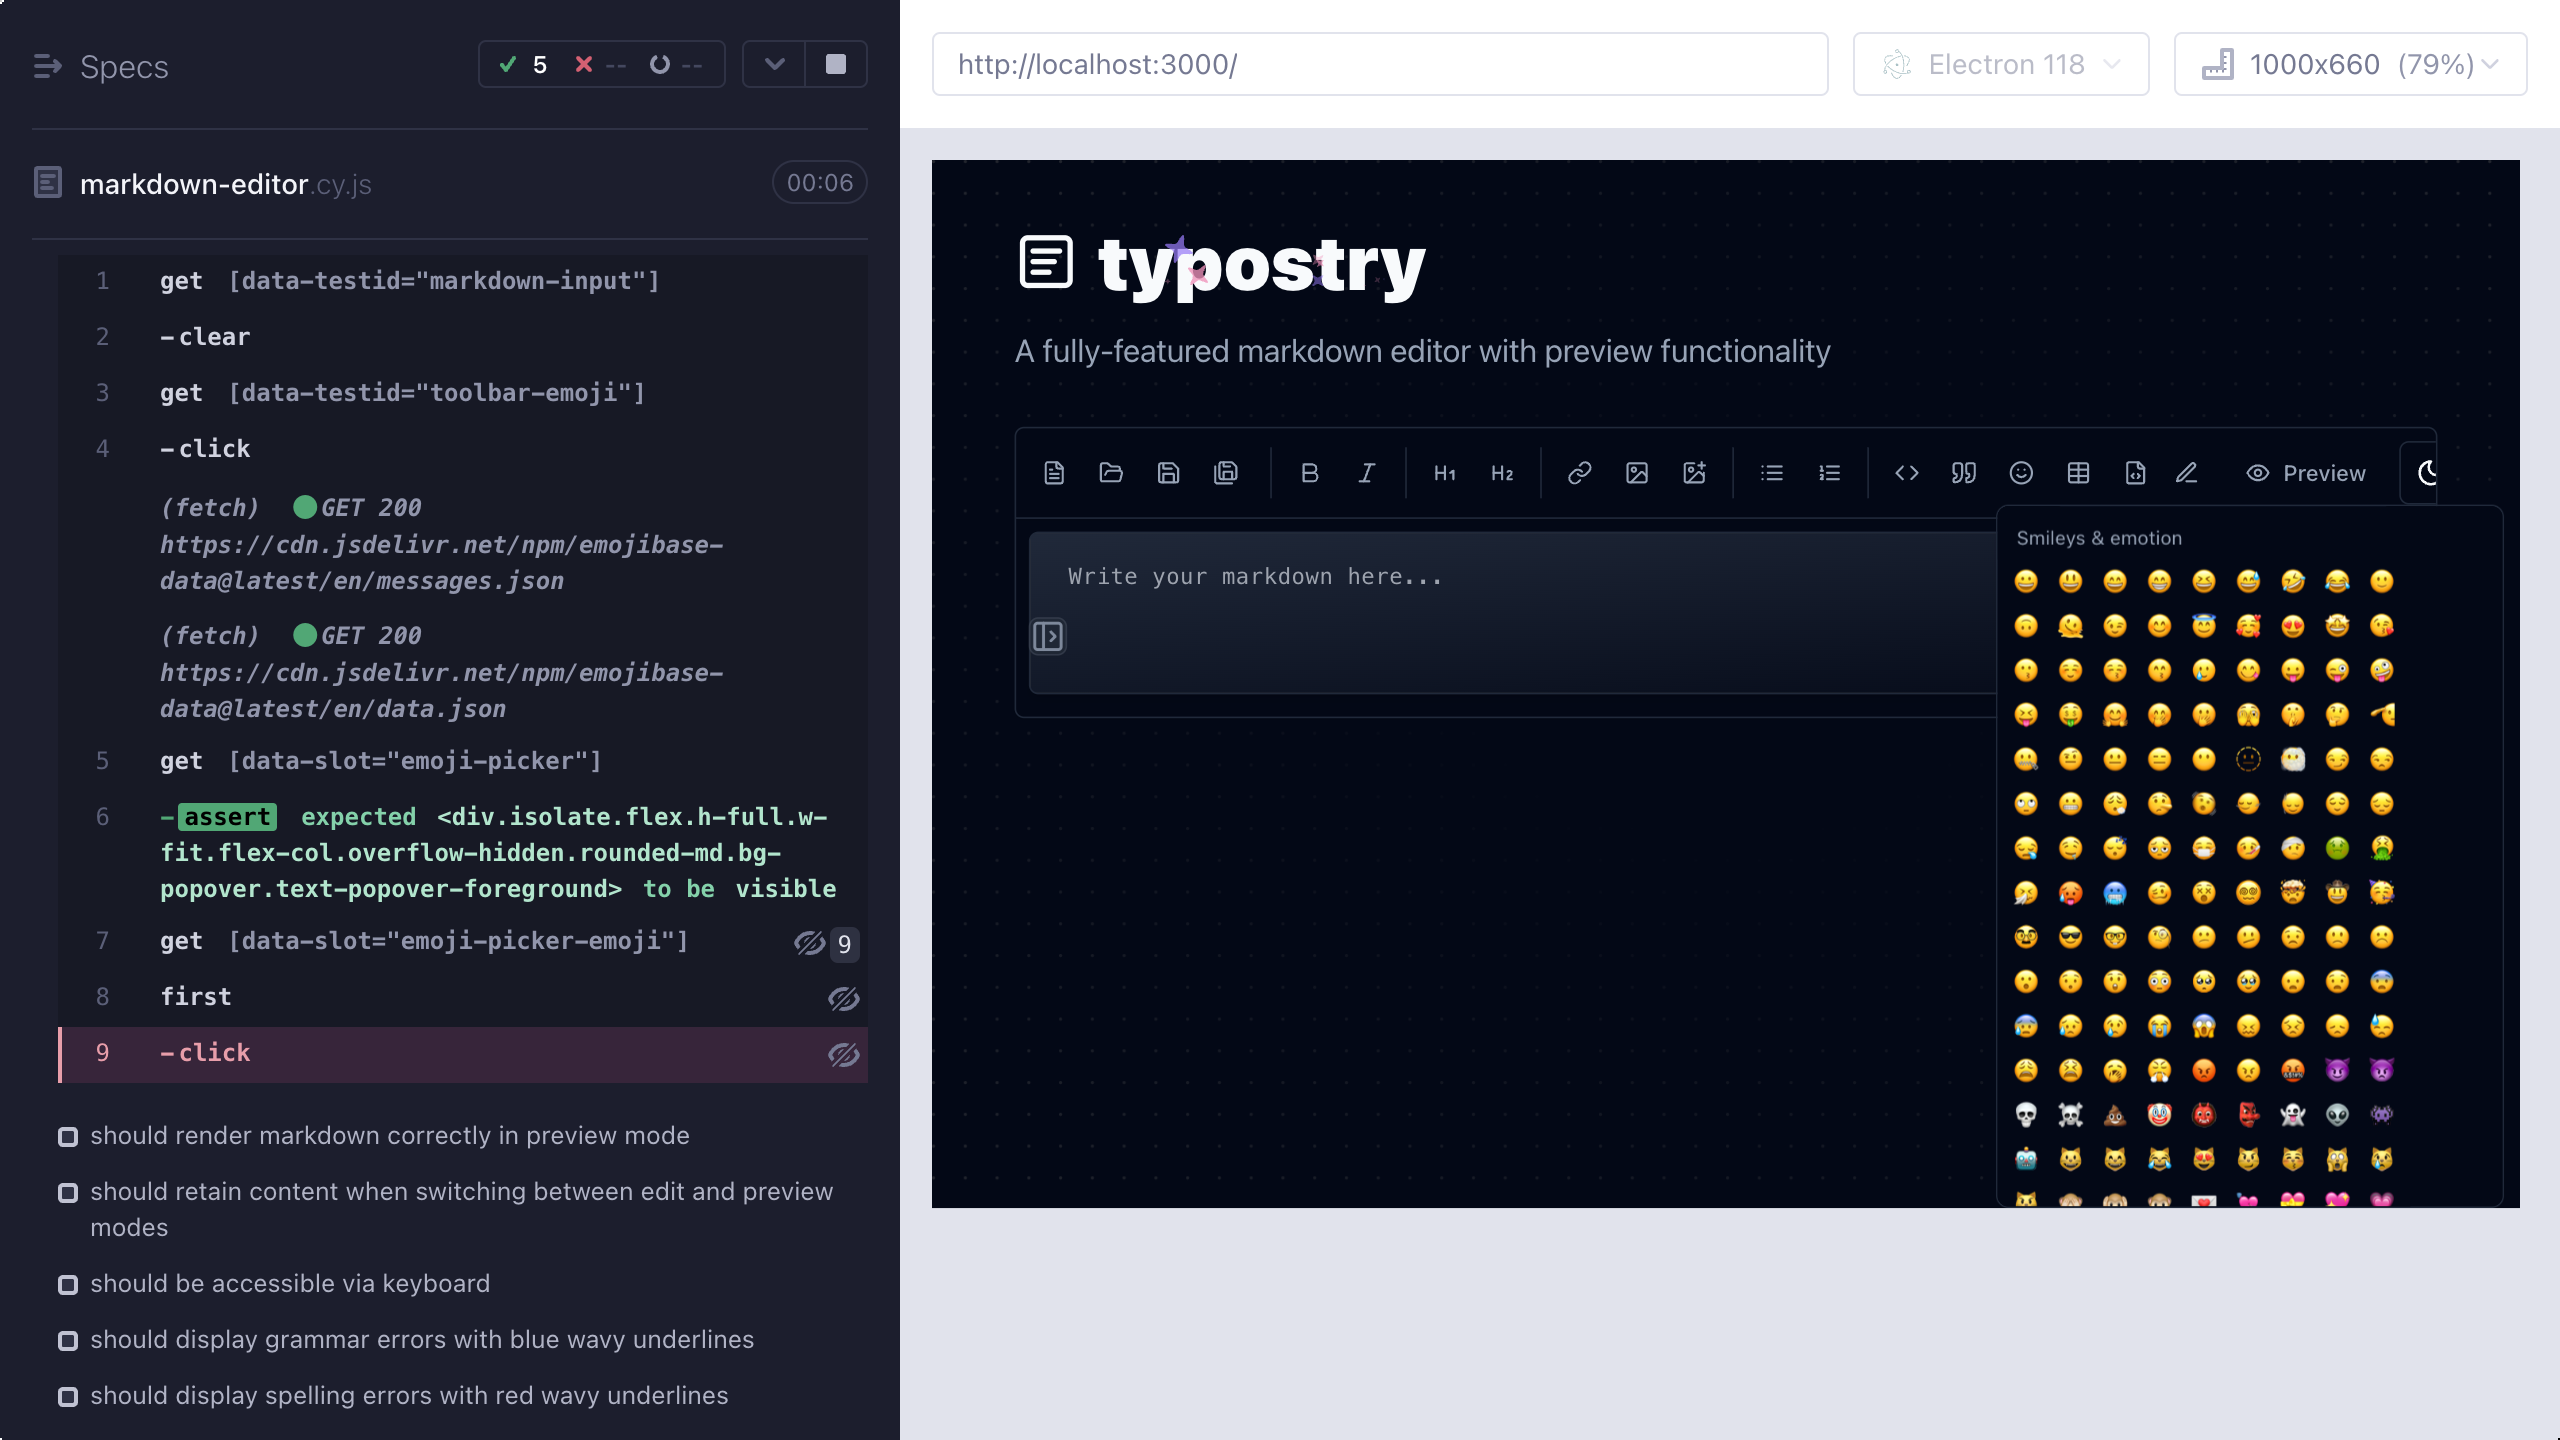 Specs
5 -- --
markdown-editor.cy.js
00:06
1 get [data-testid="markdown-input"]
2 -clear
3 get [data-testid="toolbar-emoji"]
4 -click
(fetch) GET 200
https://cdn.jsdelivr.net/npm/emojibase-
data@latest/en/messages.json
(fetch) GET 200
https://cdn.jsdelivr.net/npm/emojibase-
data@latest/en/data.json
5 get [data-slot="emoji-picker"]
6 -assert expected <div.isolate.flex.h-full.w-
fit.flex-col.overflow-hidden.rounded-md.bg-
popover.text-popover-foreground> to be visible
7 get [data-slot="emoji-picker-emoji"] 9
8 first
9 -click
should render markdown correctly in preview mode
should retain content when switching between edit and preview
modes
should be accessible via keyboard
should display grammar errors with blue wavy underlines
should display spelling errors with red wavy underlines
http://localhost:3000/
Electron 118
1000x660 (79%)
typostry
A fully-featured markdown editor with preview functionality
B I H1 H2 Preview
Write your markdown here...
Smileys & emotion